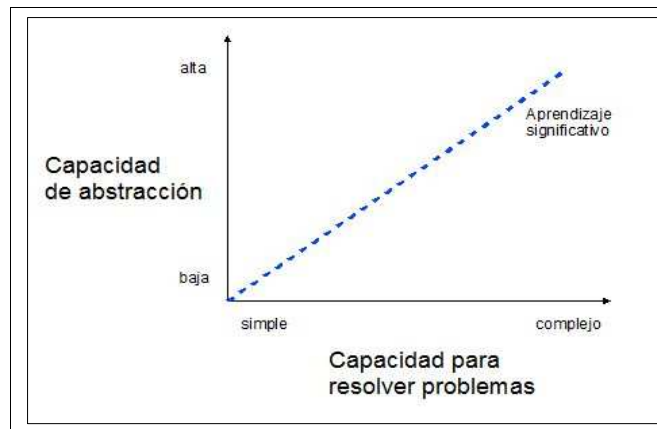 alta
Aprendizaje
significativo
Capacidad
de abstracción
baja
simple
complejo
Capacidad para
resolver problemas